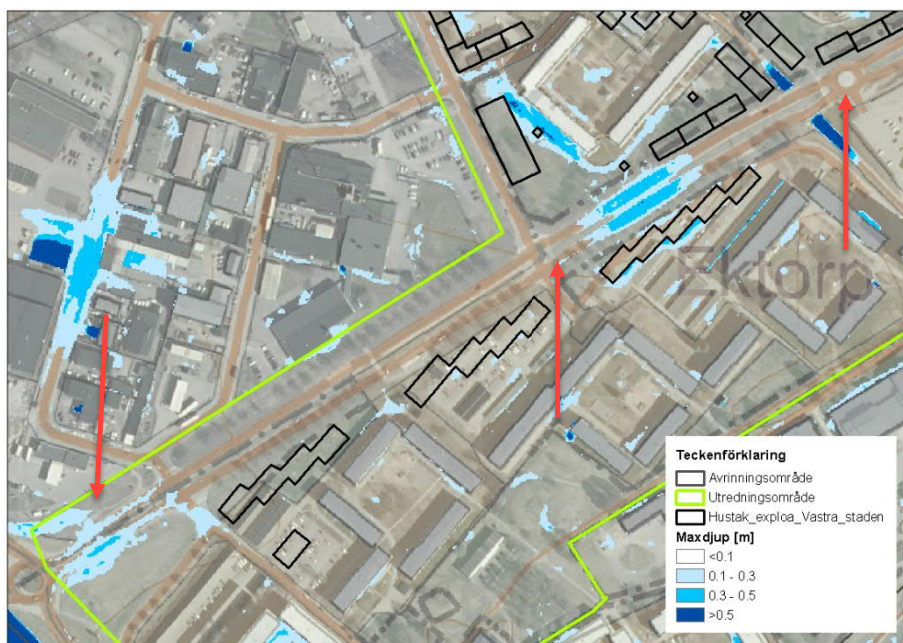 Ektorp
Teckenförklaring
Avrinningsområde
Utredningsområde
Hustak_exploa_Vastra_staden
Maxdjup [m]
<0.1
0.1 - 0.3
0.3 - 0.5
>0.5